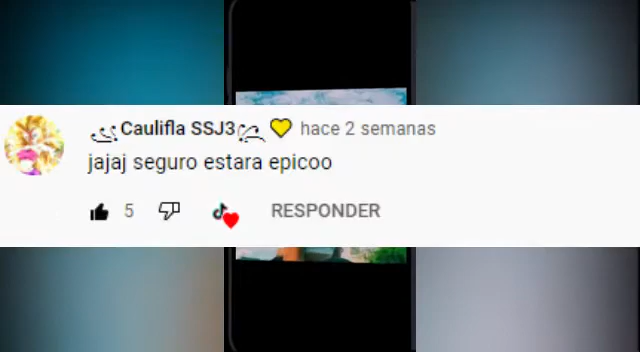 Caulifla SSJ3 💛 hace 2 semanas
jajaj seguro estara epicoo
5 RESPONDER